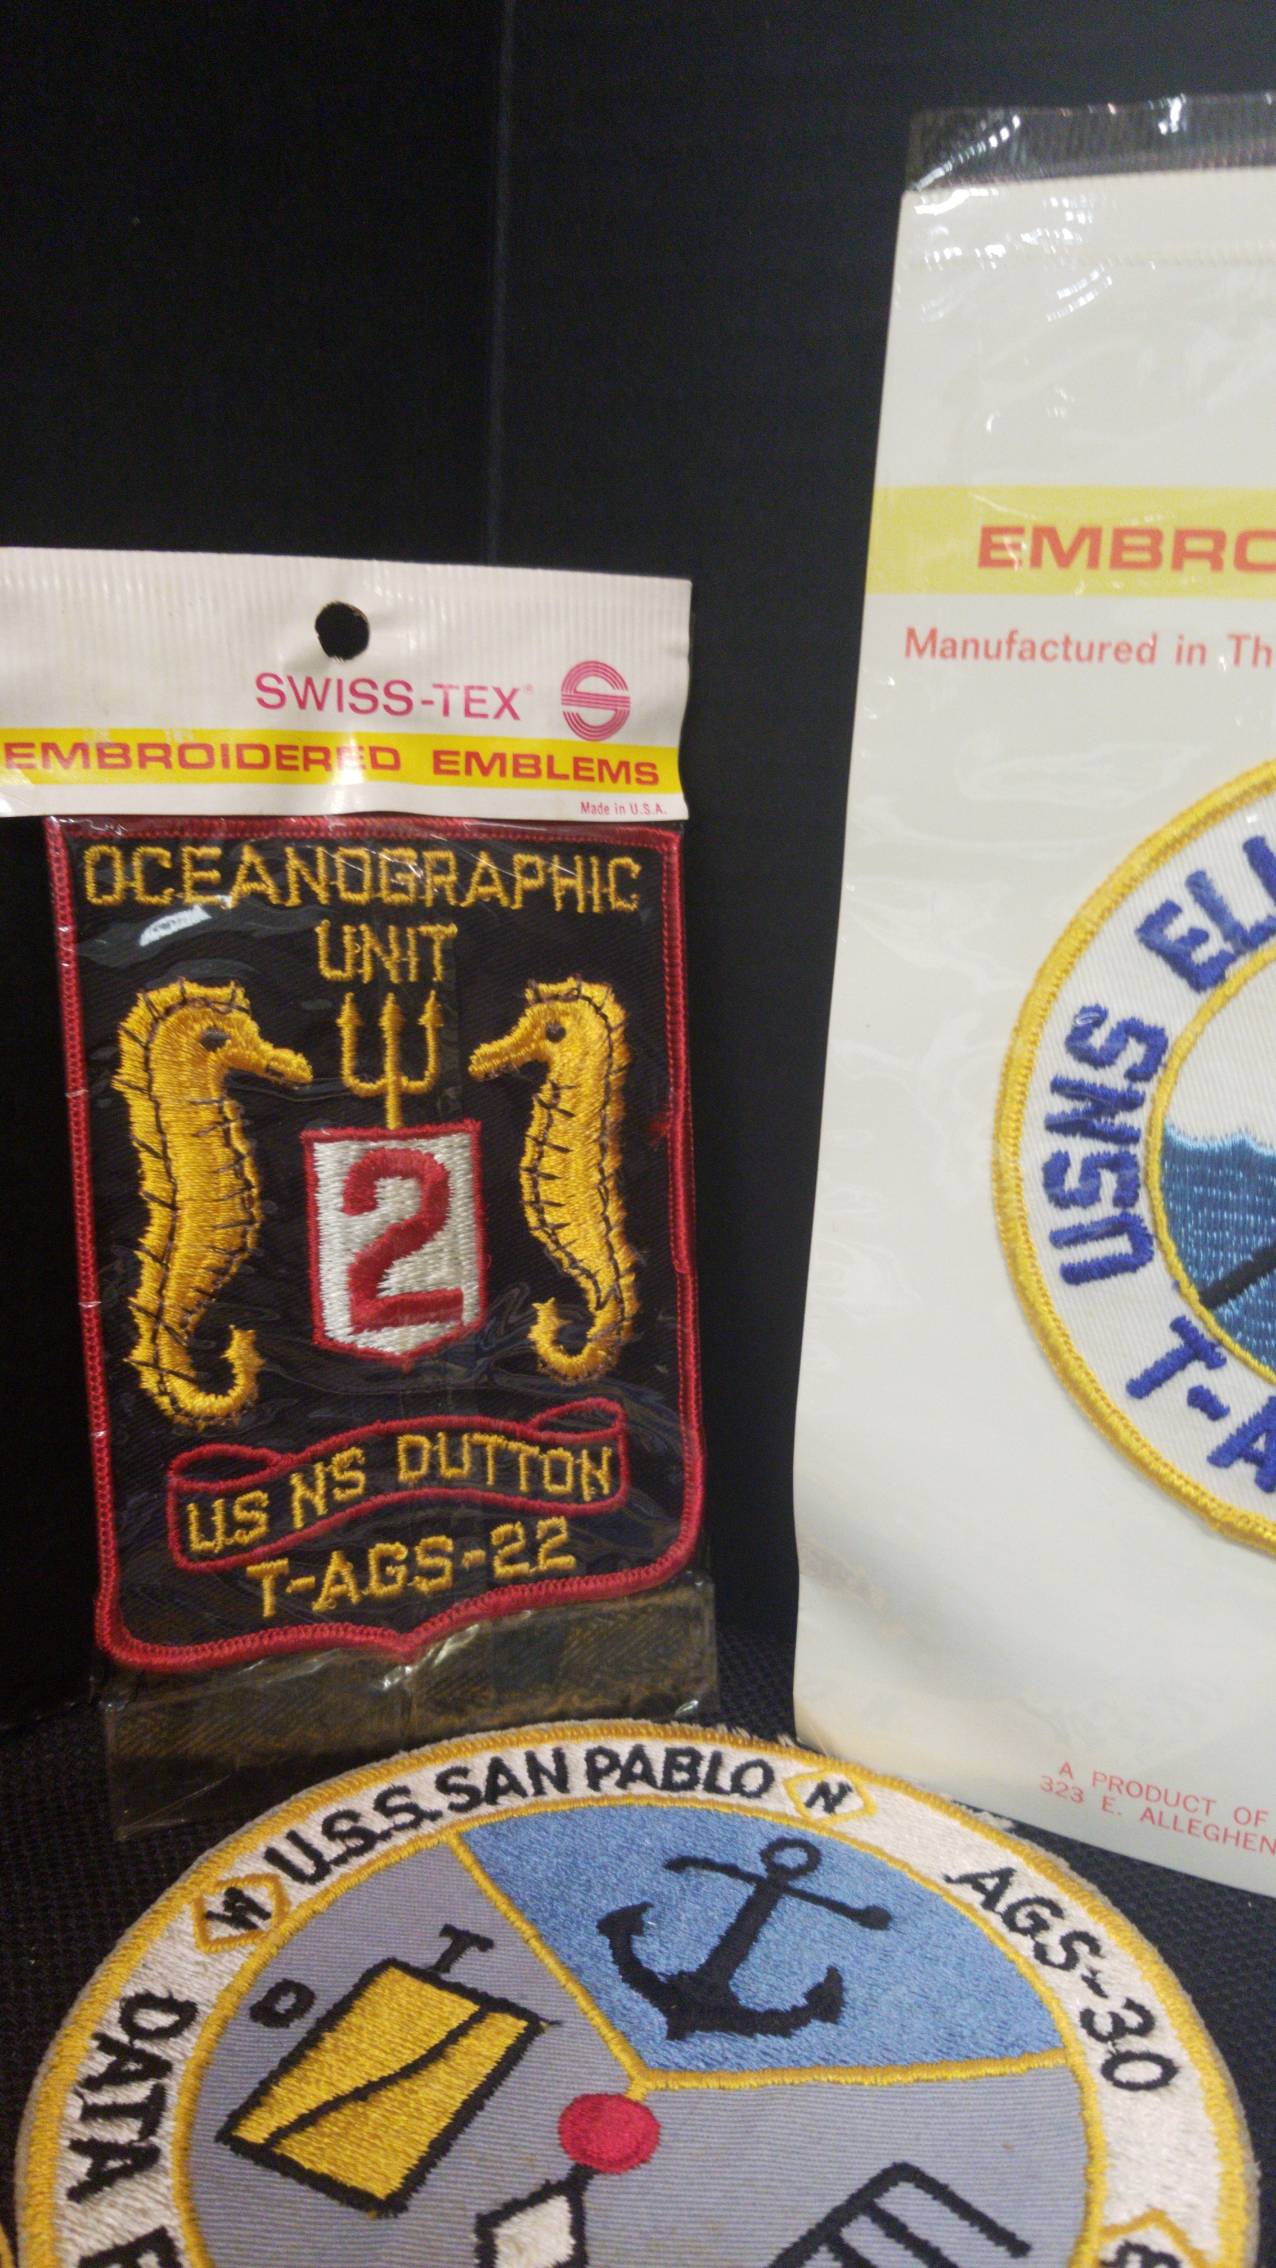 SWISS-TEX
EMBROIDERED EMBLEMS
Made in U.S.A.
OCEANOGRAPHIC
UNIT
2
US NS DUTTON
T-AGS-22
EMBRO
Manufactured in Th
USNS ELI
T-A
A PRODUCT OF
323 E. ALLEGHEN
U.S.S. SAN PABLO
N
AGS-30
W
DATA
T
O